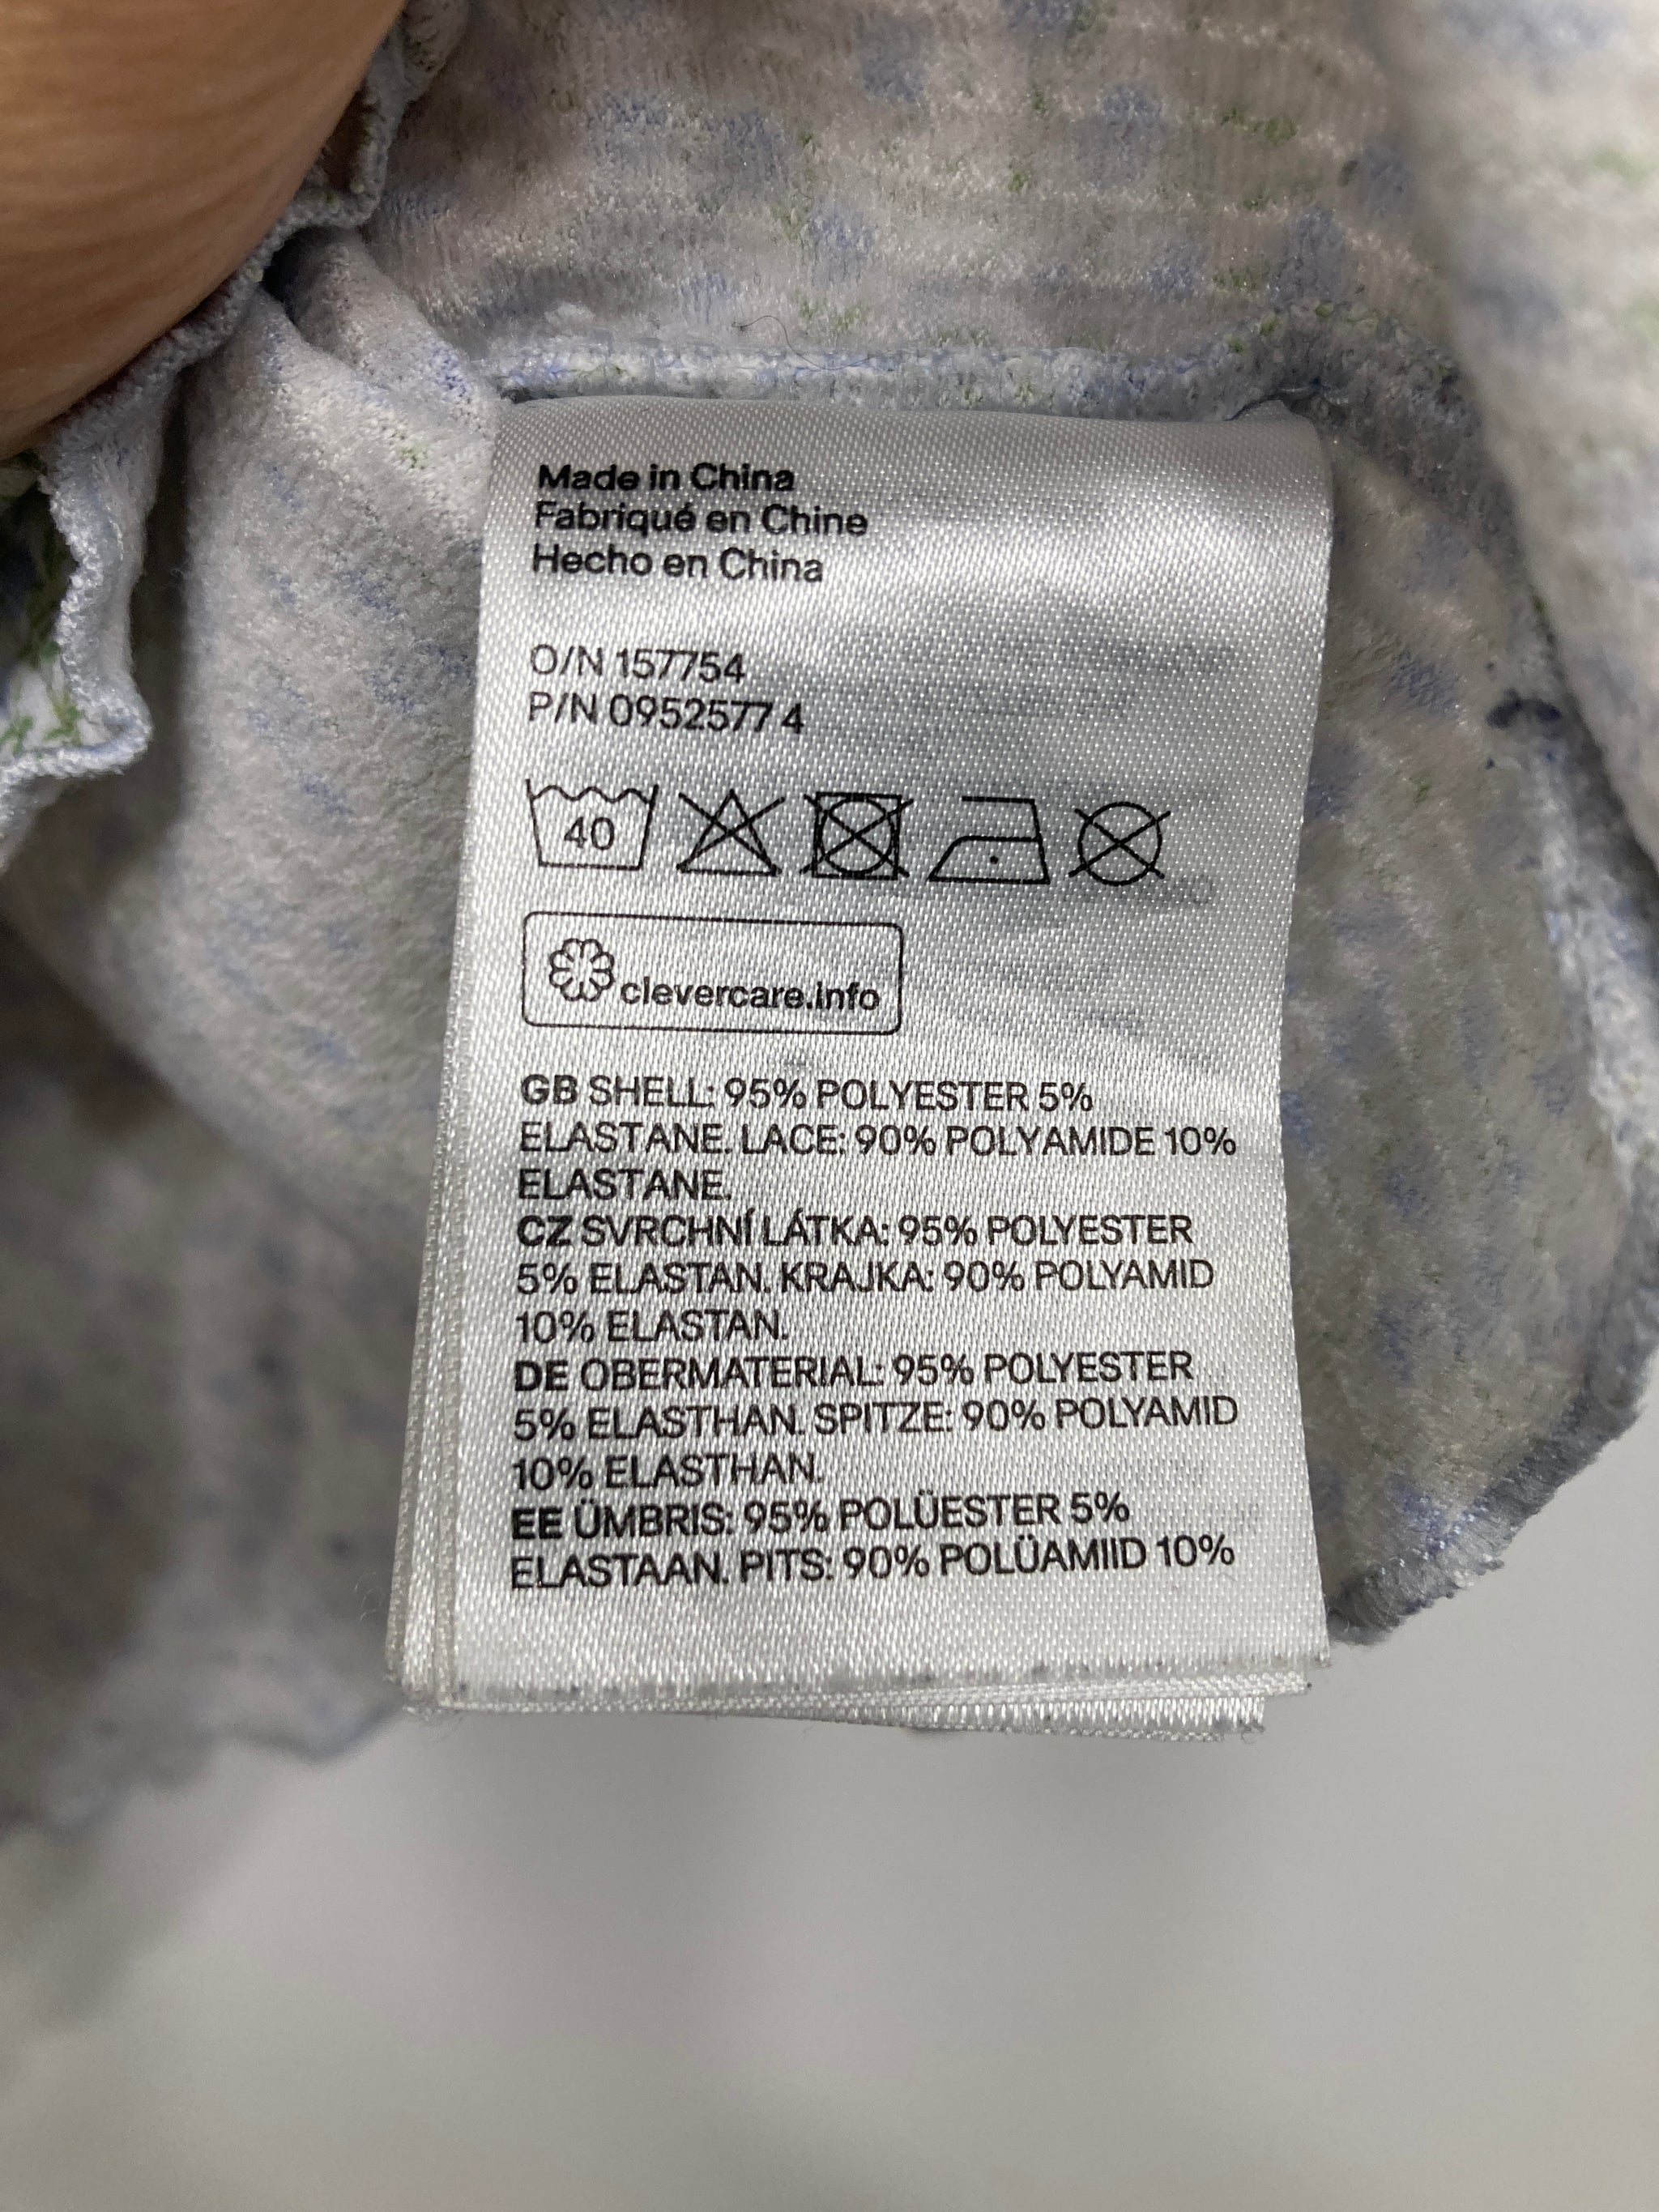 Made in China
Fabriqué en Chine
Hecho en China
O/N 157754
P/N 0952577 4
40
clevercare.info
GB SHELL: 95% POLYESTER 5%
ELASTANE. LACE: 90% POLYAMIDE 10%
ELASTANE.
CZ SVRCHNÍ LÁTKA: 95% POLYESTER
5% ELASTAN. KRAJKA: 90% POLYAMID
10% ELASTAN.
DE OBERMATERIAL: 95% POLYESTER
5% ELASTHAN. SPITZE: 90% POLYAMID
10% ELASTHAN.
EE ÜMBRIS: 95% POLÜESTER 5%
ELASTAAN. PITS: 90% POLÜAMIID 10%